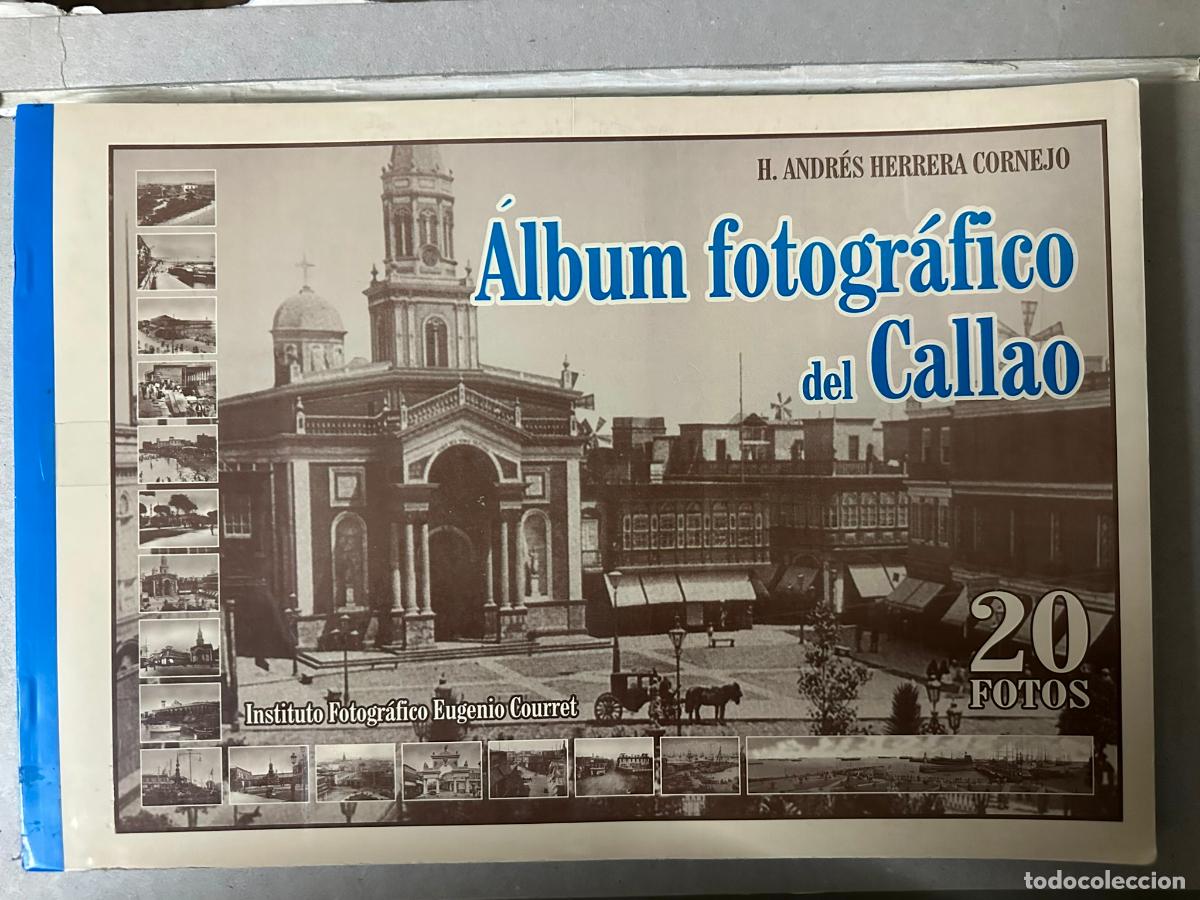 H. ANDRÉS HERRERA CORNEJO
Álbum fotográfico
del Callao
20
FOTOS
Instituto Fotográfico Eugenio Courret
todocoleccion